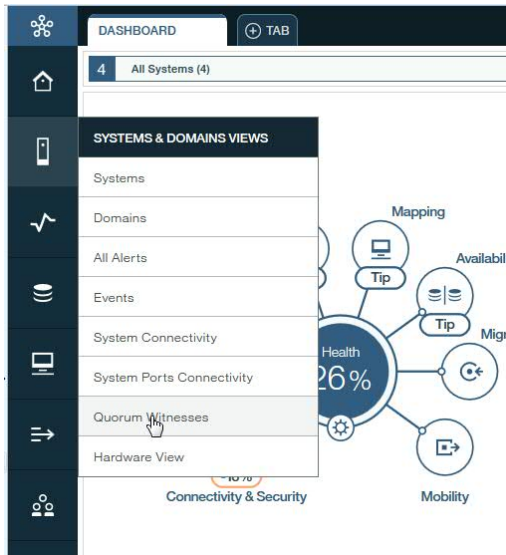 DASHBOARD
TAB
4 All Systems (4)
SYSTEMS & DOMAINS VIEWS
Systems
Domains
All Alerts
Events
System Connectivity
System Ports Connectivity
Quorum Witnesses
Hardware View
Mapping
Tip
Availabil
Tip
Migr
Health
26%
Connectivity & Security
Mobility